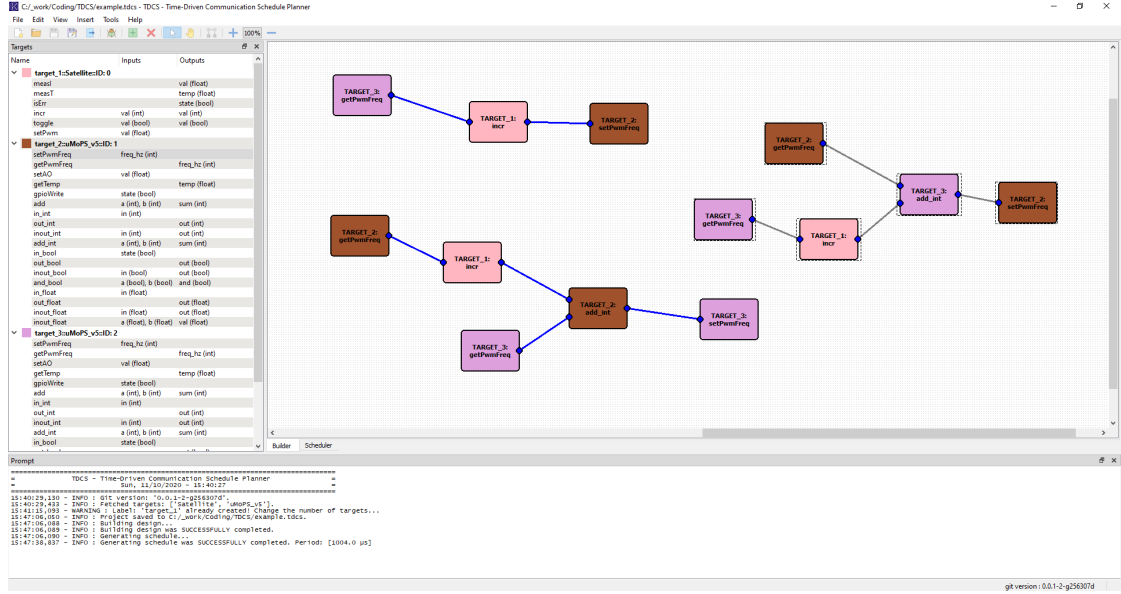 C:/_work/Coding/TDCS/example.tdcs - TDCS - Time-Driven Communication Schedule Planner
File Edit View Insert Tools Help
100%
Targets
Name Inputs Outputs
target_1::Satellite::ID: 0
measI val (float)
measT temp (float)
isErr state (bool)
incr val (int) val (int)
toggle val (bool) val (bool)
setPwm val (float)
target_2::uMoPS_v5::ID: 1
setPwmFreq freq_hz (int)
getPwmFreq freq_hz (int)
setAO val (float)
getTemp temp (float)
gpioWrite state (bool)
add a (int), b (int) sum (int)
in_int in (int)
out_int out (int)
inout_int in (int) out (int)
add_int a (int), b (int) sum (int)
in_bool state (bool)
out_bool out (bool)
inout_bool in (bool) out (bool)
and_bool a (bool), b (bool) and (bool)
in_float in (float)
out_float out (float)
inout_float in (float) out (float)
inout_float a (float), b (float) val (float)
target_3::uMoPS_v5::ID: 2
setPwmFreq freq_hz (int)
getPwmFreq freq_hz (int)
setAO val (float)
getTemp temp (float)
gpioWrite state (bool)
add a (int), b (int) sum (int)
in_int in (int)
out_int out (int)
inout_int in (int) out (int)
add_int a (int), b (int) sum (int)
in_bool state (bool)
TARGET_3:
getPwmFreq
TARGET_1:
incr
TARGET_2:
setPwmFreq
TARGET_2:
getPwmFreq
TARGET_3:
add_int
TARGET_2:
setPwmFreq
TARGET_3:
getPwmFreq
TARGET_1:
incr
TARGET_2:
getPwmFreq
TARGET_1:
incr
TARGET_2:
add_int
TARGET_3:
setPwmFreq
TARGET_3:
getPwmFreq
Builder Scheduler
Prompt
= TDCS - Time-Driven Communication Schedule Planner =
= Sun, 11/10/2020 - 15:40:27 =
15:40:29,130 - INFO : Git version: '0.0.1-2-g256307d'.
15:40:29,433 - INFO : Fetched targets: ['Satellite', 'uMoPS_v5'].
15:41:15,093 - WARNING : Label: 'target_1' already created! Change the number of targets...
15:47:06,050 - INFO : Project saved to C:/_work/Coding/TDCS/example.tdcs.
15:47:06,088 - INFO : Building design...
15:47:06,089 - INFO : Building design was SUCCESSFULLY completed.
15:47:06,090 - INFO : Generating schedule...
15:47:38,837 - INFO : Generating schedule was SUCCESSFULLY completed. Period: [1004.0 µs]
git version : 0.0.1-2-g256307d